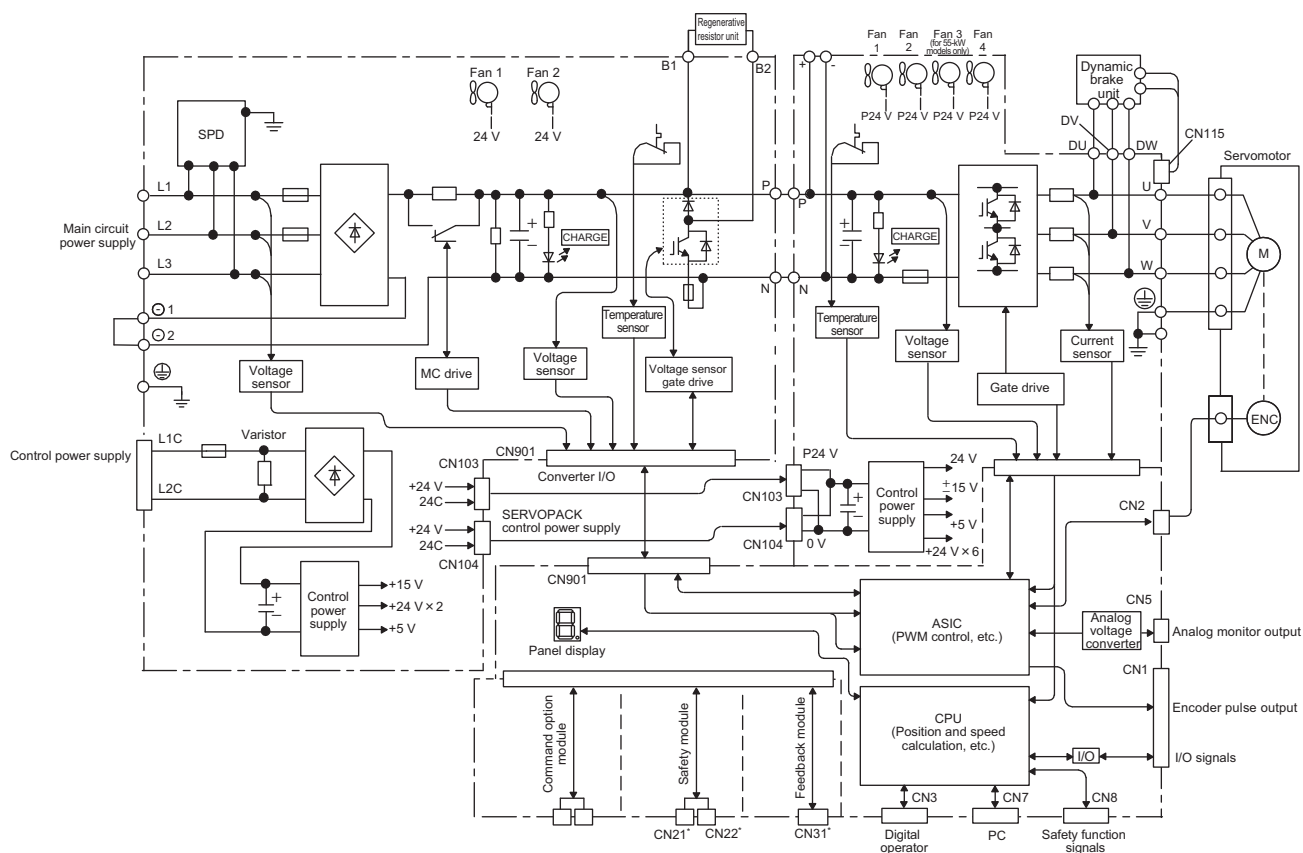 Regenerative
resistor unit
B1
B2
Fan 1
24 V
Fan 2
24 V
Fan
1
Fan
2
Fan 3
(for 55-kW
models only)
Fan
4
+
-
P24 V
P24 V
P24 V
P24 V
Dynamic
brake
unit
DV
DU
DW
CN115
Servomotor
SPD
L1
L2
L3
Main circuit
power supply
⊖ 1
⊖ 2
+
−
CHARGE
P
P
N
N
+
−
CHARGE
U
V
W
M
ENC
Voltage
sensor
MC drive
Voltage
sensor
Temperature
sensor
Voltage sensor
gate drive
Temperature
sensor
Voltage
sensor
Gate drive
Current
sensor
Control power supply
L1C
L2C
Varistor
+
−
Control
power
supply
+15 V
+24 V × 2
+5 V
CN901
Converter I/O
CN103
+24 V
24C
+24 V
24C
CN104
SERVOPACK
control power supply
P24 V
CN103
CN104
0 V
+
−
Control
power
supply
24 V
±15 V
+5 V
+24 V × 6
CN2
CN901
Panel display
ASIC
(PWM control, etc.)
CN5
Analog
voltage
converter
Analog monitor output
CN1
Encoder pulse output
CPU
(Position and speed
calculation, etc.)
I/O
I/O signals
Command option
module
Safety module
Feedback module
CN21*
CN22*
CN31*
CN3
Digital
operator
CN7
PC
CN8
Safety function
signals